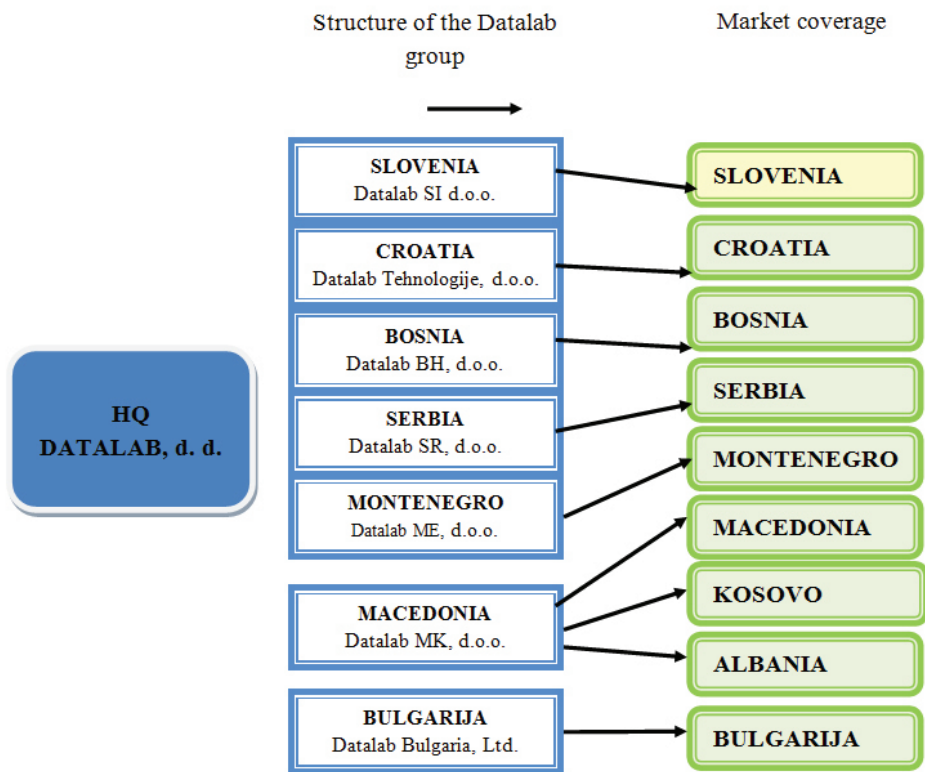 Structure of the Datalab
group
Market coverage
HQ
DATALAB, d. d.
SLOVENIA
Datalab SI d.o.o.
CROATIA
Datalab Tehnologije, d.o.o.
BOSNIA
Datalab BH, d.o.o.
SERBIA
Datalab SR, d.o.o.
MONTENEGRO
Datalab ME, d.o.o.
MACEDONIA
Datalab MK, d.o.o.
BULGARIJA
Datalab Bulgaria, Ltd.
SLOVENIA
CROATIA
BOSNIA
SERBIA
MONTENEGRO
MACEDONIA
KOSOVO
ALBANIA
BULGARIJA